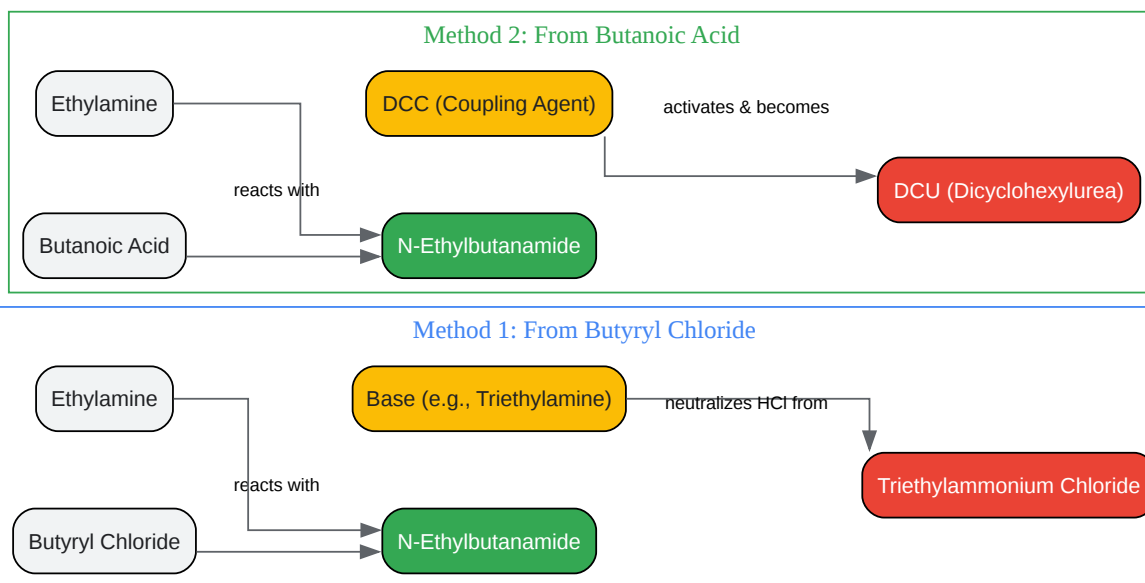 Method 2: From Butanoic Acid
Ethylamine
DCC (Coupling Agent)
activates & becomes
DCU (Dicyclohexylurea)
reacts with
Butanoic Acid
N-Ethylbutanamide
Method 1: From Butyryl Chloride
Ethylamine
Base (e.g., Triethylamine)
neutralizes HCl from
Triethylammonium Chloride
reacts with
Butyryl Chloride
N-Ethylbutanamide